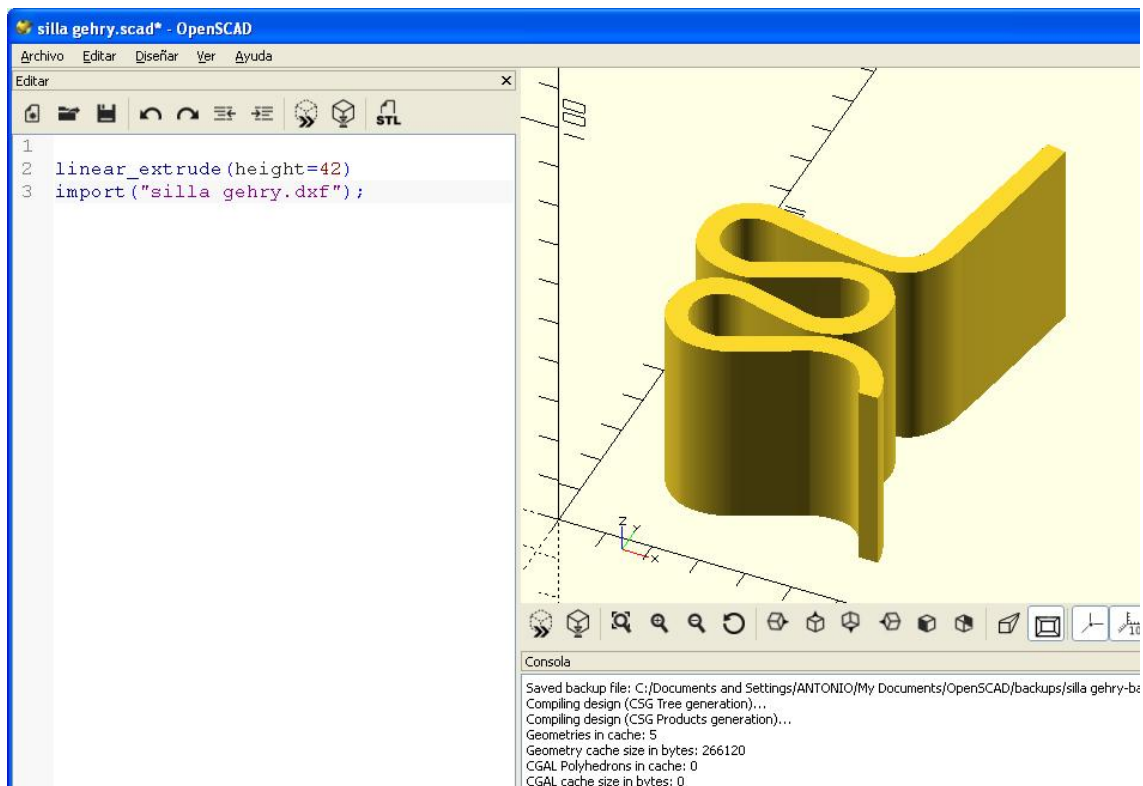 silla gehry.scad* - OpenSCAD
Archivo Editar Diseñar Ver Ayuda
Editar
STL
1
2 linear_extrude(height=42)
3 import("silla gehry.dxf");
Z
Y
X
10
Consola
Saved backup file: C:/Documents and Settings/ANTONIO/My Documents/OpenSCAD/backups/silla gehry-ba
Compiling design (CSG Tree generation)...
Compiling design (CSG Products generation)...
Geometries in cache: 5
Geometry cache size in bytes: 266120
CGAL Polyhedrons in cache: 0
CGAL cache size in bytes: 0